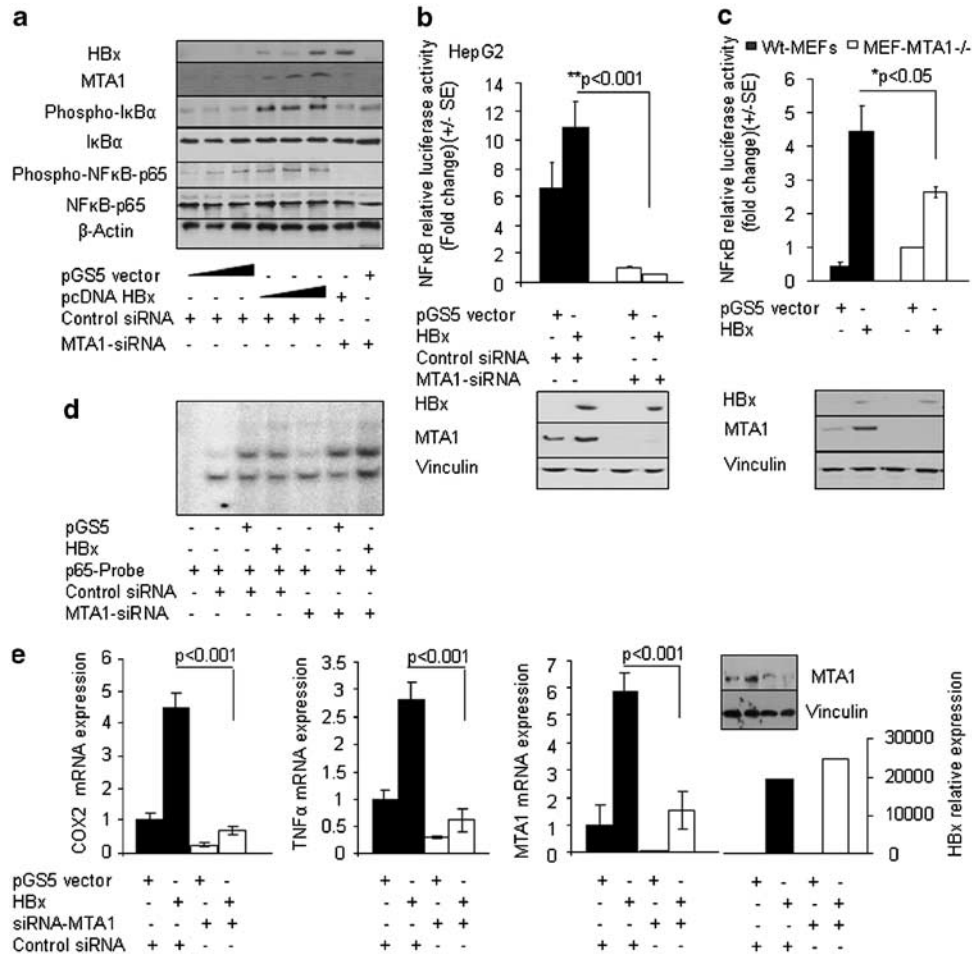 a
HBx
MTA1
Phospho-IκBα
IκBα
Phospho-NFκB-p65
NFκB-p65
β-Actin
pGS5 vector +
pcDNA HBx - - - +
Control siRNA + + + + + + - -
MTA1-siRNA - - - - - - + +
b
HepG2
NFκB relative luciferase activity
(Fold change)(+/- SE)
**p<0.001
14
12
10
8
6
4
2
0
pGS5 vector + - + -
HBx - + - +
Control siRNA + + - -
MTA1-siRNA - - + +
HBx
MTA1
Vinculin
c
Wt-MEFs MEF-MTA1-/-
NFκB relative luciferase activity
(fold change)(+/-SE)
*p<0.05
6
5
4
3
2
1
0
pGS5 vector + - + -
HBx - + - +
HBx
MTA1
Vinculin
d
pGS5 - - + - - + -
HBx - - - + - - +
p65-Probe + + + + + + +
Control siRNA - + + + - - -
MTA1-siRNA - - - - + + +
e
COX2 mRNA expression
p<0.001
6
5
4
3
2
1
0
TNFα mRNA expression
p<0.001
3.5
3
2.5
2
1.5
1
0.5
0
MTA1 mRNA expression
p<0.001
8
7
6
5
4
3
2
1
0
MTA1
Vinculin
HBx relative expression
30000
20000
10000
0
pGS5 vector + - + - + - + - + - + - + - + -
HBx - + - + - + - + - + - + - + - +
siRNA-MTA1 - - + + - - + + - - + + - - + +
Control siRNA + + - - + + - - + + - - + + - -